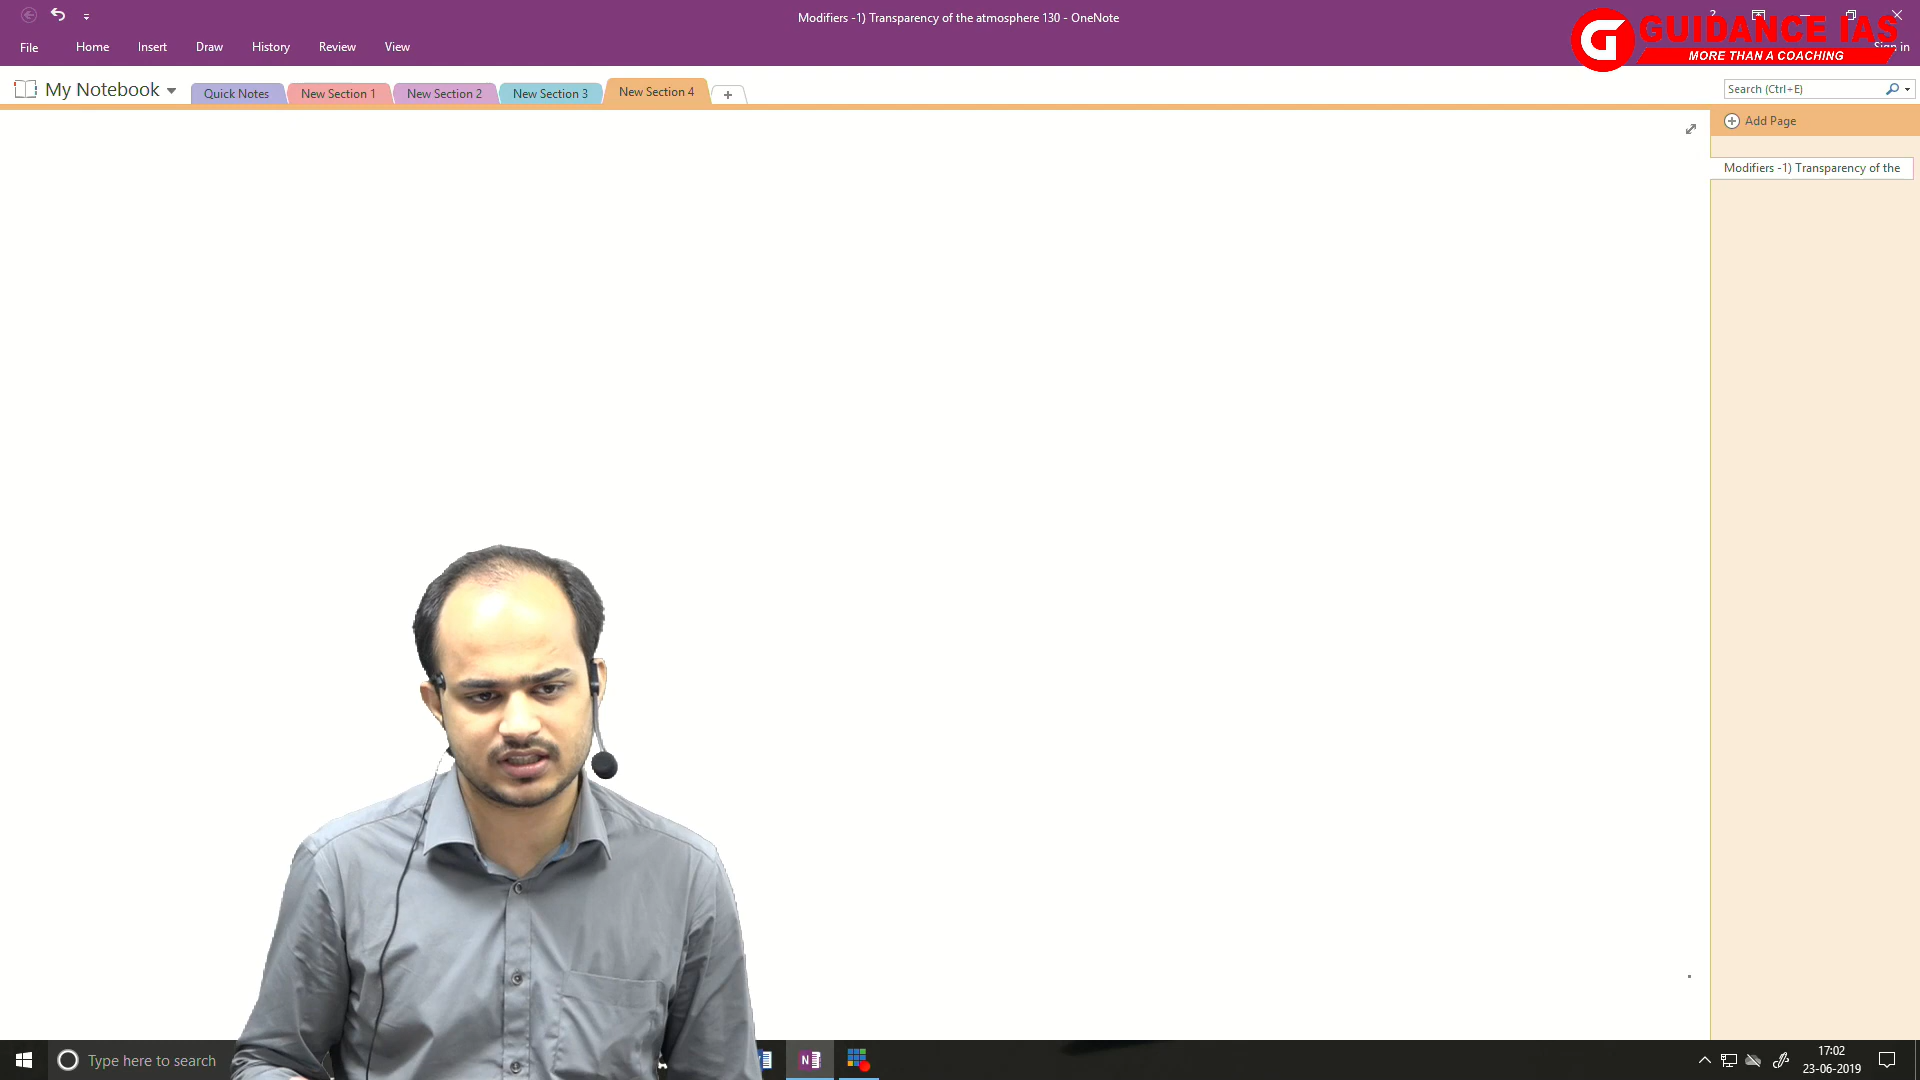 Modifiers -1) Transparency of the atmosphere 130 - OneNote
File Home Insert Draw History Review View
GUIDANCE IAS
MORE THAN A COACHING
My Notebook
Quick Notes New Section 1 New Section 2 New Section 3 New Section 4
Search (Ctrl+E)
Add Page
Modifiers -1) Transparency of the
Type here to search
17:02
23-06-2019